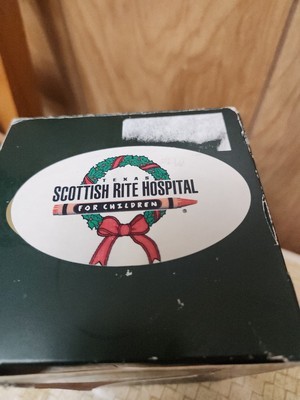 TEXAS
SCOTTISH RITE HOSPITAL
FOR CHILDREN
®